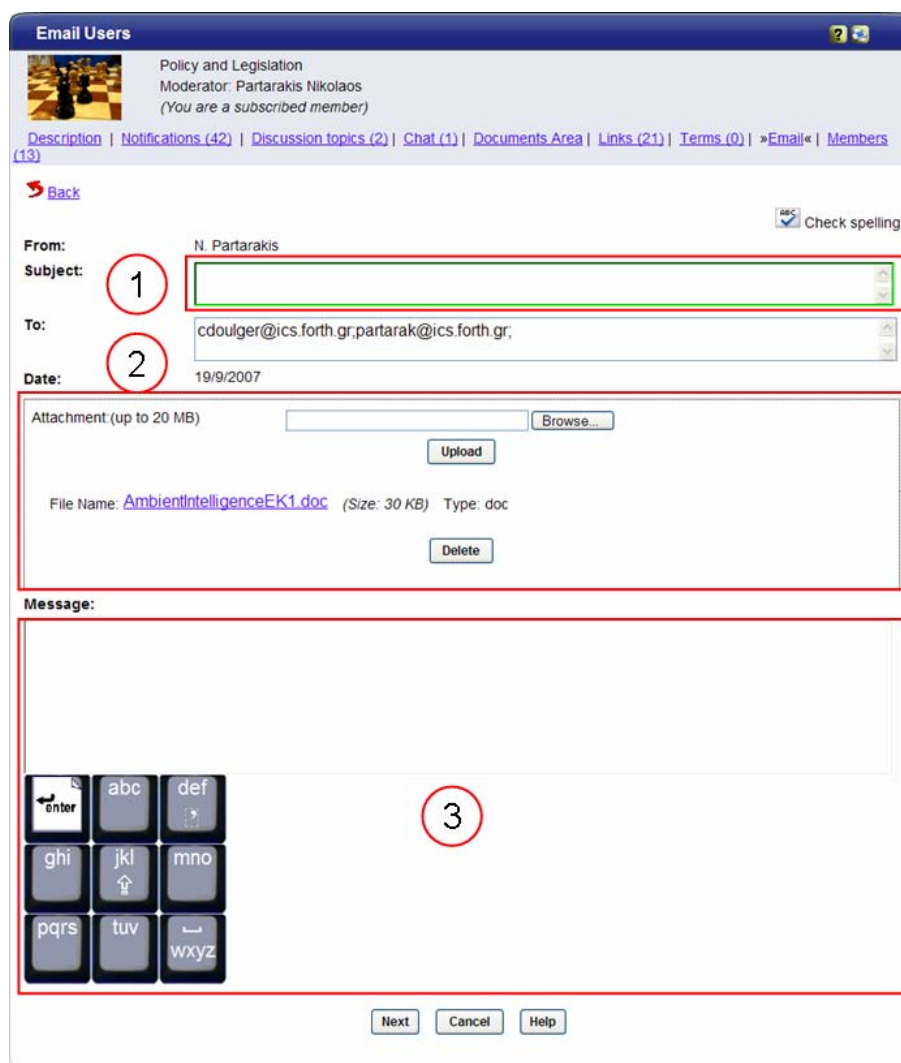 Email Users
?
Policy and Legislation
Moderator: Partarakis Nikolaos
(You are a subscribed member)
Description | Notifications (42) | Discussion topics (2) | Chat (1) | Documents Area | Links (21) | Terms (0) | »Email« | Members
(13)
Back
ABC Check spelling
From: N. Partarakis
Subject:
1
To: cdoulger@ics.forth.gr;partarak@ics.forth.gr;
2
Date: 19/9/2007
Attachment:(up to 20 MB) Browse...
Upload
File Name: AmbientIntelligenceEK1.doc (Size: 30 KB) Type: doc
Delete
Message:
enter abc def
,
3
ghi jkl mno
pqrs tuv wxyz
Next Cancel Help